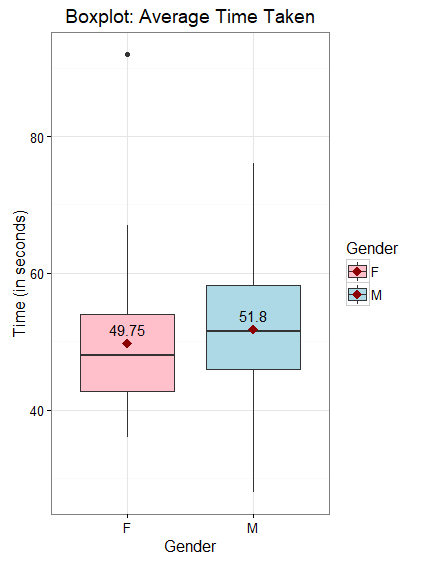 Boxplot: Average Time Taken
Time (in seconds)
80
60
40
49.75
51.8
F
M
Gender
Gender
F
M